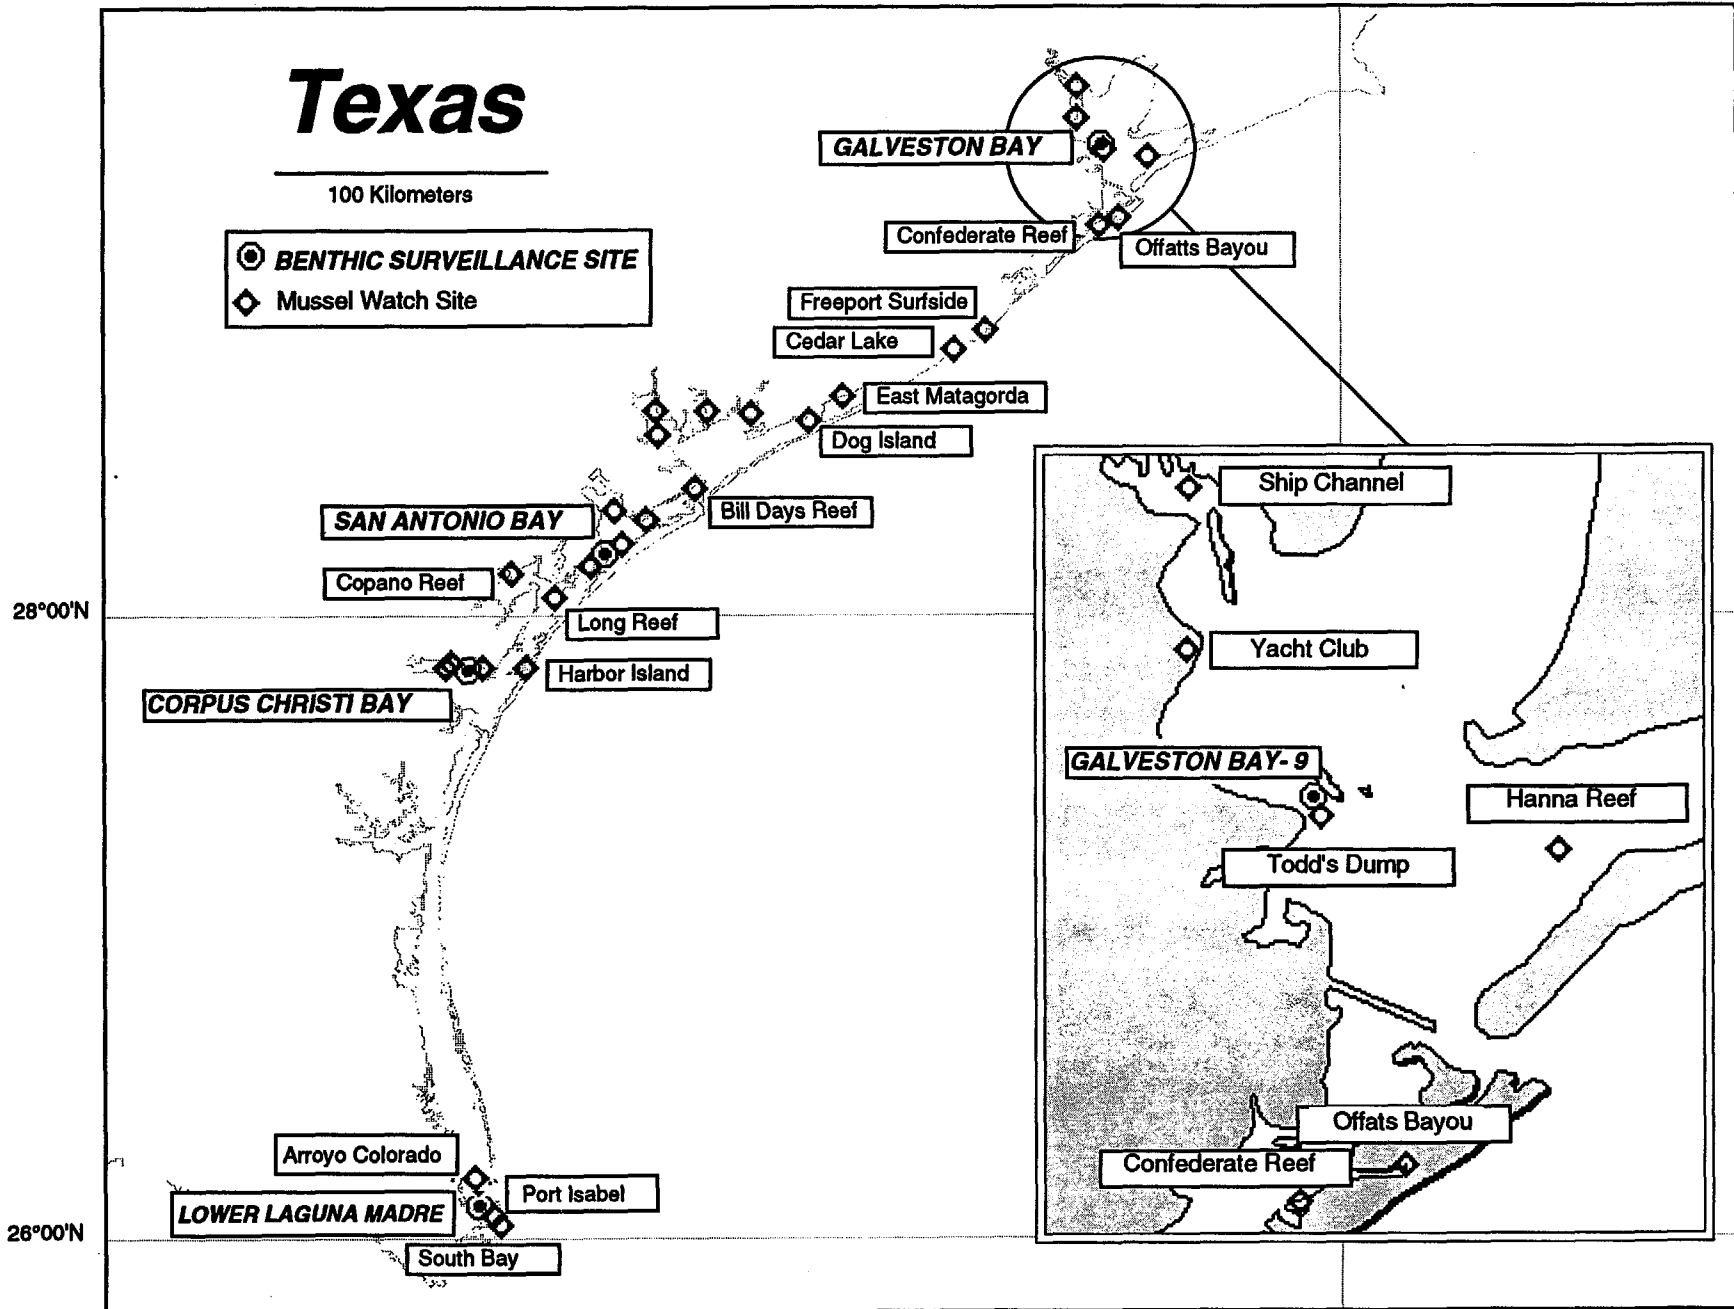 Texas
100 Kilometers
BENTHIC SURVEILLANCE SITE
Mussel Watch Site
GALVESTON BAY
Confederate Reef
Offatts Bayou
Freeport Surfside
Cedar Lake
East Matagorda
Dog Island
Bill Days Reef
SAN ANTONIO BAY
Copano Reef
28°00'N
Long Reef
Harbor Island
CORPUS CHRISTI BAY
Arroyo Colorado
Port Isabel
LOWER LAGUNA MADRE
26°00'N
South Bay
Ship Channel
Yacht Club
GALVESTON BAY- 9
Hanna Reef
Todd's Dump
Offats Bayou
Confederate Reef